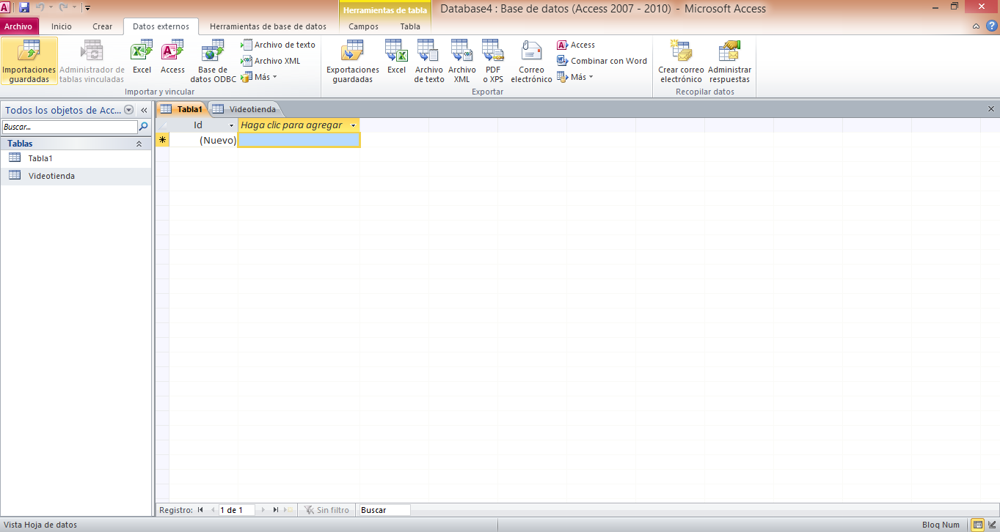 Herramientas de tabla
Database4 : Base de datos (Access 2007 - 2010) - Microsoft Access
Archivo Inicio Crear Datos externos Herramientas de base de datos Campos Tabla
Importaciones guardadas
Administrador de tablas vinculadas
Excel
Access
Base de datos ODBC
Archivo de texto
Archivo XML
Más
Importar y vincular
Exportaciones guardadas
Excel
Archivo de texto
Archivo XML
PDF o XPS
Correo electrónico
Access
Combinar con Word
Más
Exportar
Crear correo electrónico
Administrar respuestas
Recopilar datos
Todos los objetos de Acc...
Buscar...
Tablas
Tabla1
Videotienda
Tabla1 Videotienda
Id Haga clic para agregar
(Nuevo)
Registro: 1 de 1 Sin filtro Buscar
Vista Hoja de datos
Bloq Num